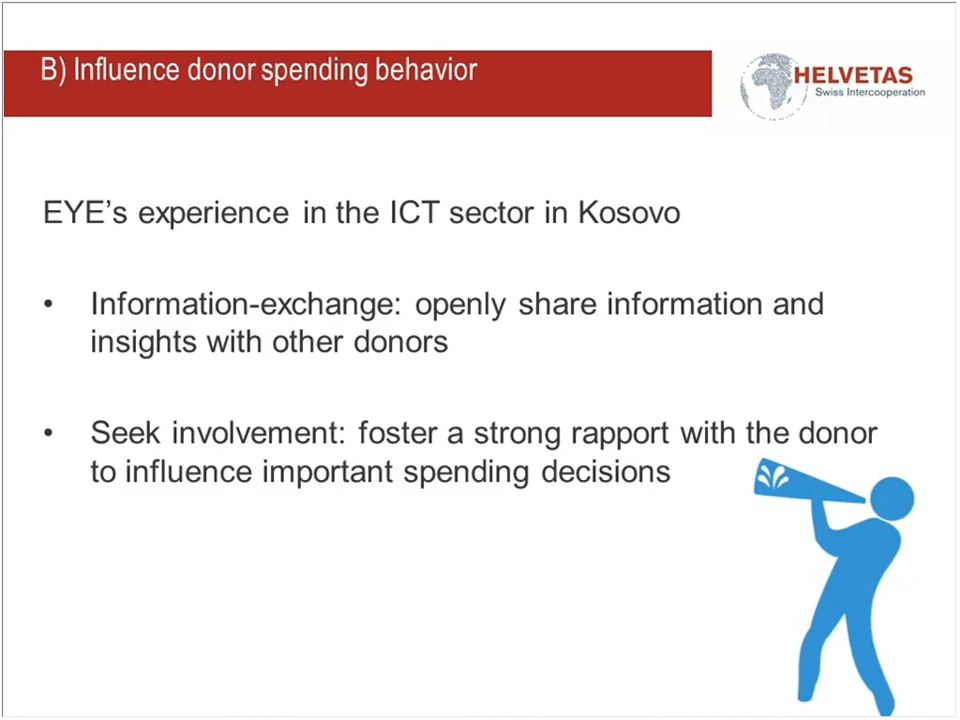 B) Influence donor spending behavior
HELVETAS
Swiss Intercooperation
EYE’s experience in the ICT sector in Kosovo
• Information-exchange: openly share information and
insights with other donors
• Seek involvement: foster a strong rapport with the donor
to influence important spending decisions